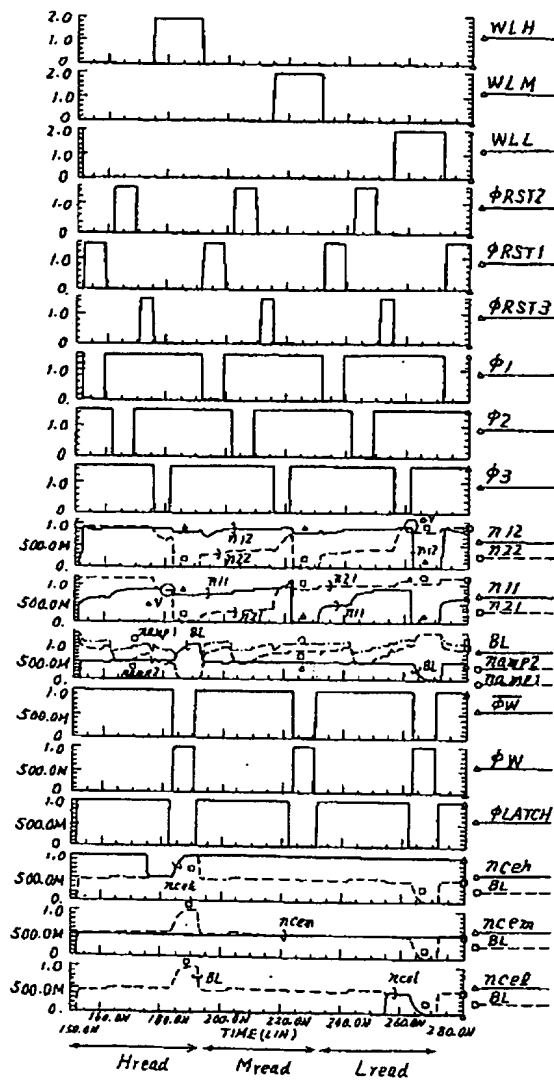 2.0
1.0
0.
WLH
2.0
1.0
0.
WLM
2.0
1.0
0.
WLL
1.0
0.
φRST2
1.0
0.
φRST1
1.0
0.
φRST3
1.0
0.
φ1
1.0
0.
φ2
1.0
0.
φ3
1.0
500.0M
n12
n22
n12
V
n12
n22
1.0
500.0M
0.
n11
n21
V
n21
n11
n11
n21
1.0
500.0M
0.
namp1
BL
namp2
BL
BL
namp2
namp1
1.0
500.0M
0.
φW
1.0
500.0M
0.
φW
1.0
500.0M
0.
φLATCH
1.0
500.0M
0.
nceh
nceh
BL
1.0
500.0M
0.
ncem
ncem
BL
1.0
500.0M
0.
BL
ncel
ncel
BL
150.0N
160.0N
180.0N
200.0N
220.0N
240.0N
260.0N
280.0N
TIME(LIN)
Hread
Mread
Lread